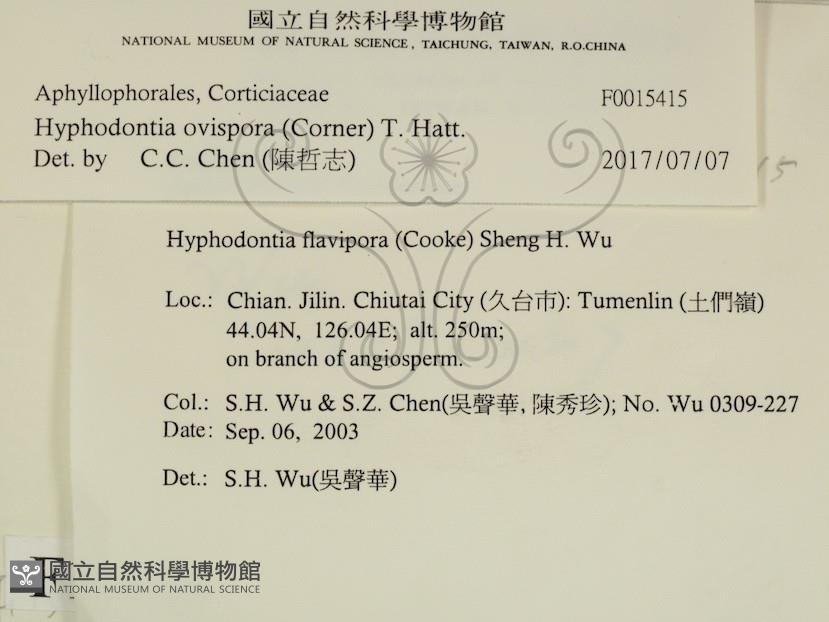 國立自然科學博物館
NATIONAL MUSEUM OF NATURAL SCIENCE, TAICHUNG, TAIWAN, R.O.CHINA
Aphyllophorales, Corticiaceae F0015415
Hyphodontia ovispora (Corner) T. Hatt.
Det. by C.C. Chen (陳哲志) 2017/07/07
15
Hyphodontia flavipora (Cooke) Sheng H. Wu
Loc.: Chian. Jilin. Chiutai City (久台市): Tumenlin (土們嶺)
44.04N, 126.04E; alt. 250m;
on branch of angiosperm.
Col.: S.H. Wu & S.Z. Chen(吳聲華, 陳秀珍); No. Wu 0309-227
Date: Sep. 06, 2003
Det.: S.H. Wu(吳聲華)
F
國立自然科學博物館
NATIONAL MUSEUM OF NATURAL SCIENCE